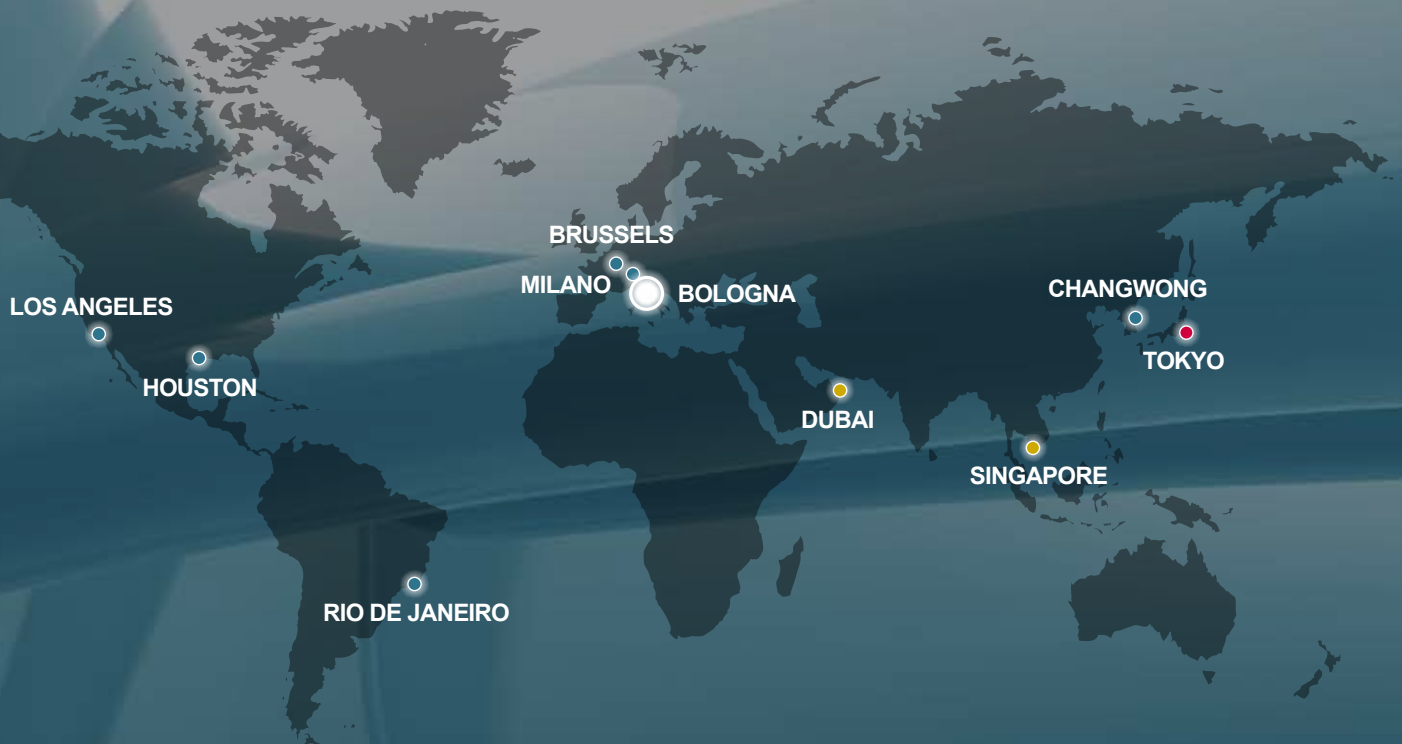 BRUSSELS
MILANO
BOLOGNA
CHANGWONG
LOS ANGELES
TOKYO
HOUSTON
DUBAI
SINGAPORE
RIO DE JANEIRO